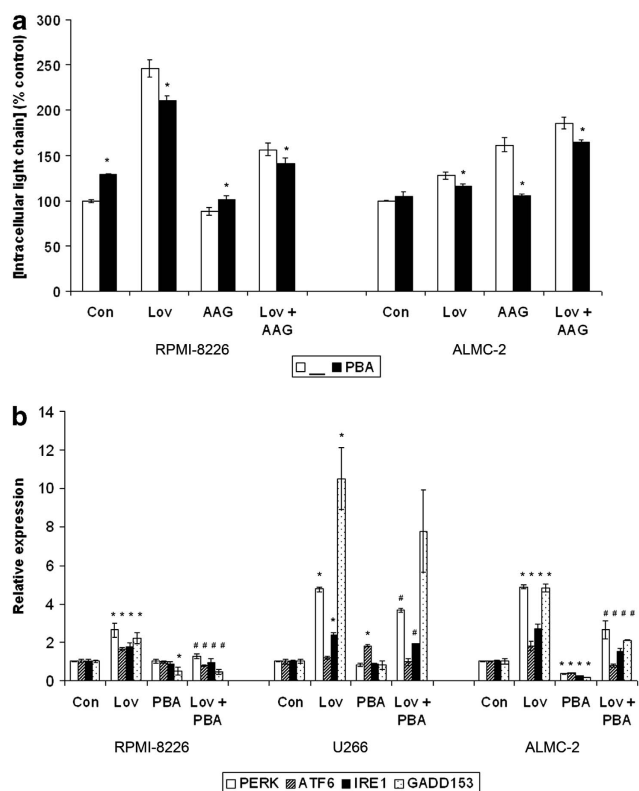 a
[Intracellular light chain] (% control)
300
250
200
150
100
50
0
* * * * * * *
Con Lov AAG Lov + AAG Con Lov AAG Lov + AAG
RPMI-8226 ALMC-2
__ PBA
b
Relative expression
14
12
10
8
6
4
2
0
* * * * * # # # # * * * * # # * * * * * * * * # # # #
Con Lov PBA Lov + PBA Con Lov PBA Lov + PBA Con Lov PBA Lov + PBA
RPMI-8226 U266 ALMC-2
PERK ATF6 IRE1 GADD153